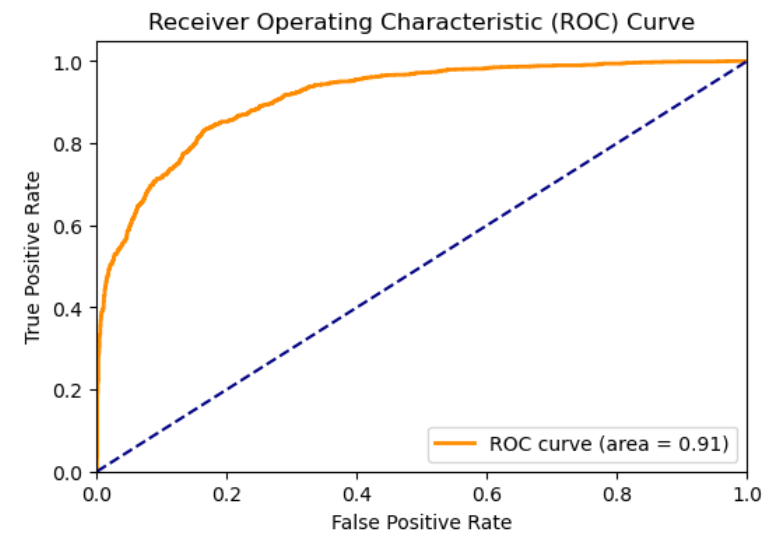 Receiver Operating Characteristic (ROC) Curve
1.0
0.8
0.6
0.4
0.2
0.0
True Positive Rate
ROC curve (area = 0.91)
0.0 0.2 0.4 0.6 0.8 1.0
False Positive Rate